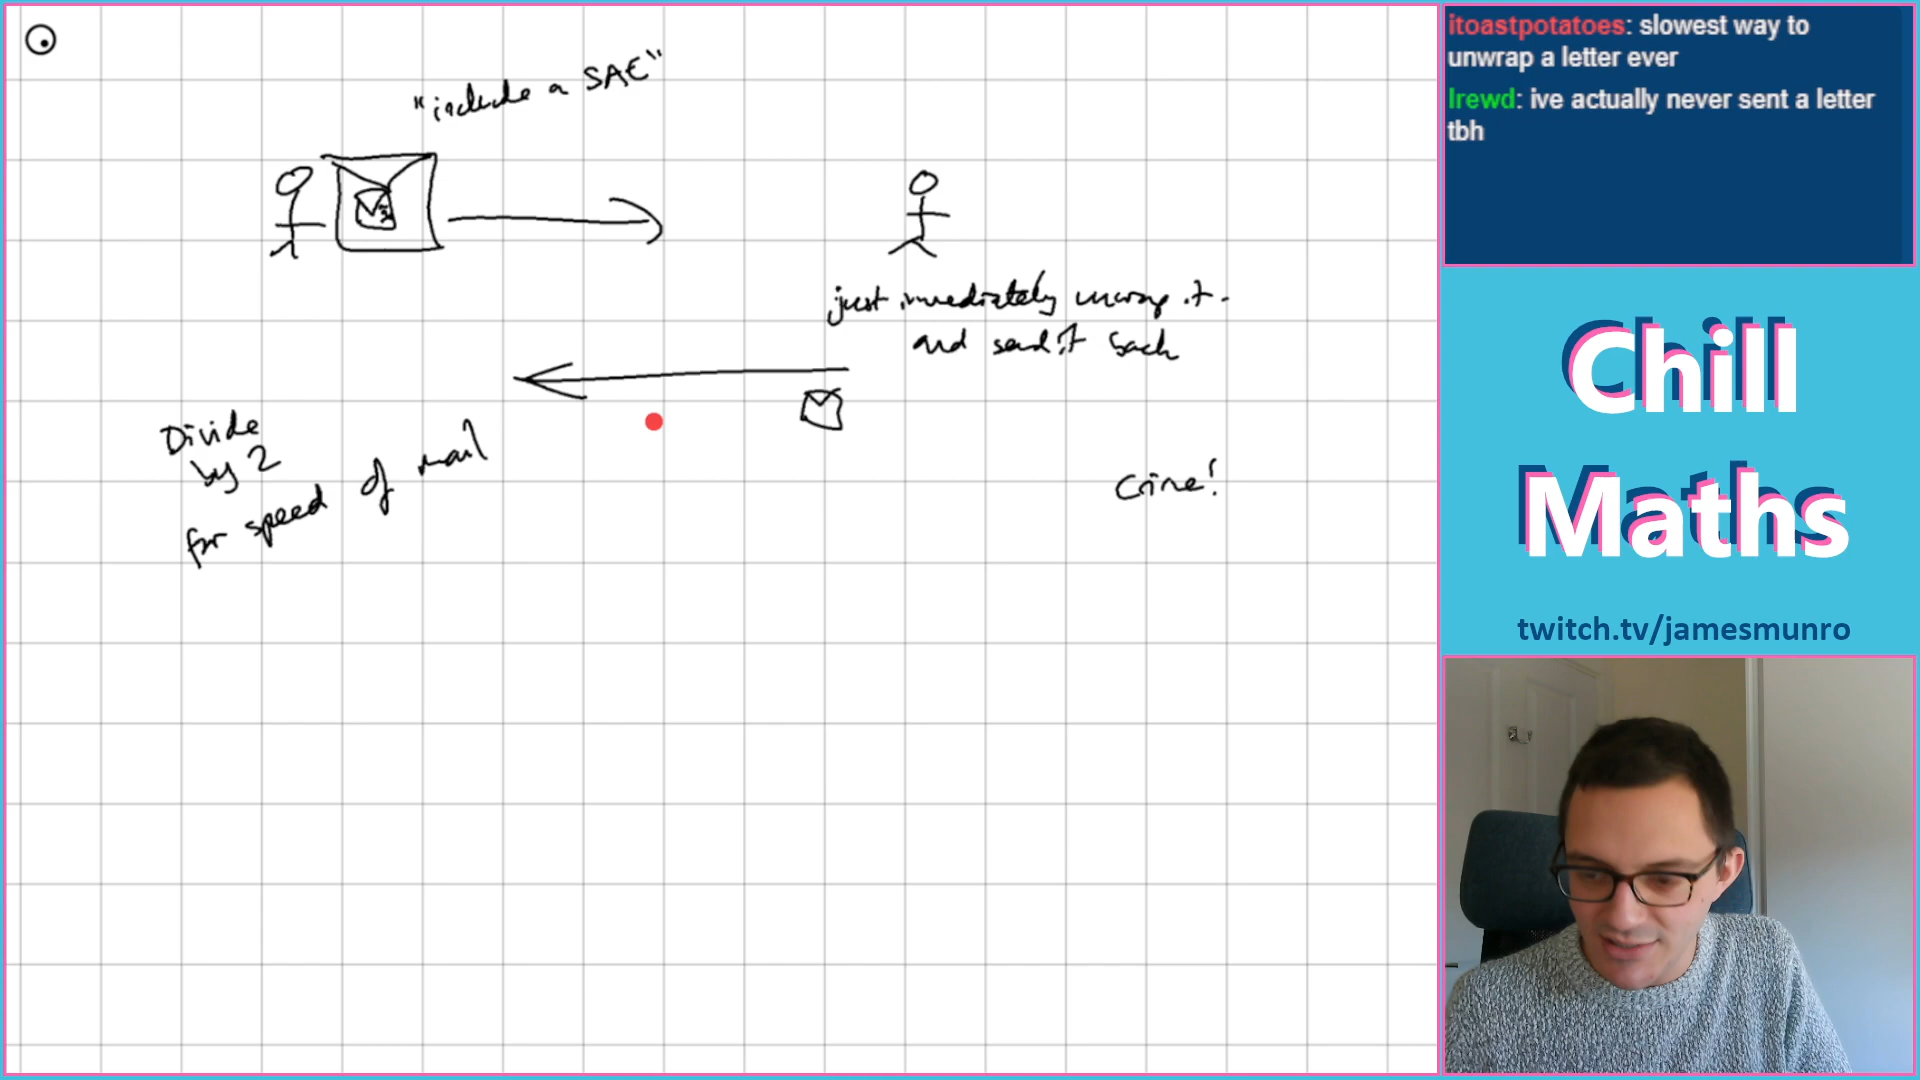 "include a SAE"
just immediately unwrap it.
and send it back
Divide
by 2
for speed of mail
Crime!
itoastpotatoes: slowest way to
unwrap a letter ever
lrewd: ive actually never sent a letter
tbh
Chill
Maths
twitch.tv/jamesmunro